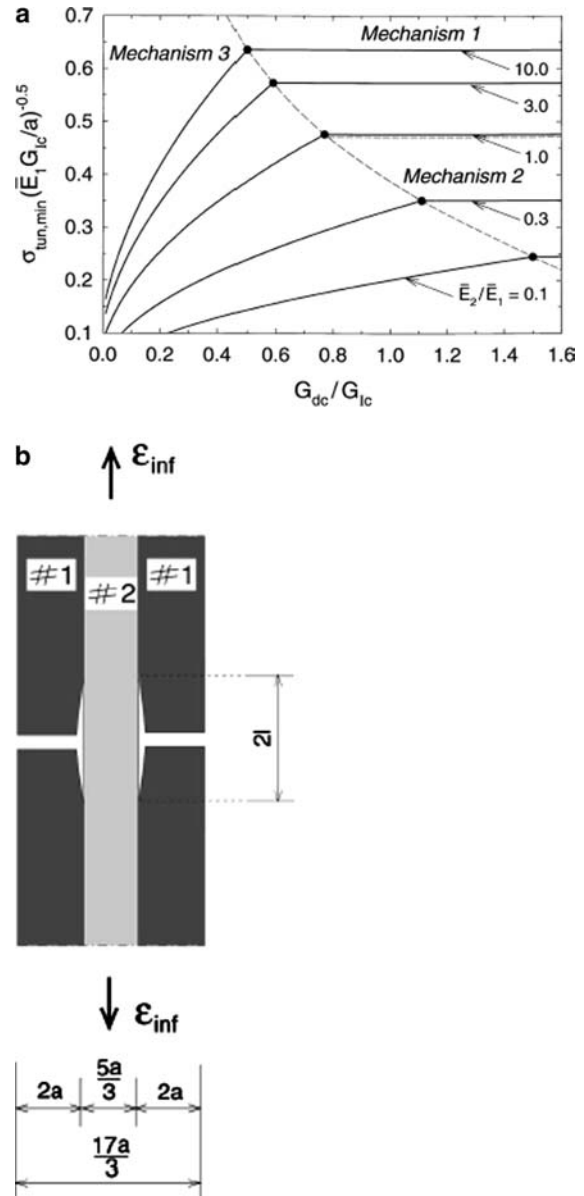 a
0.7
0.6
0.5
0.4
0.3
0.2
0.1
σtun,min(Ē1 GIc/a)^-0.5
Mechanism 3
Mechanism 1
10.0
3.0
1.0
Mechanism 2
0.3
Ē2/Ē1 = 0.1
0.0 0.2 0.4 0.6 0.8 1.0 1.2 1.4 1.6
Gdc/GIc
b
εinf
#1
#2
#1
2l
εinf
2a
5a/3
2a
17a/3